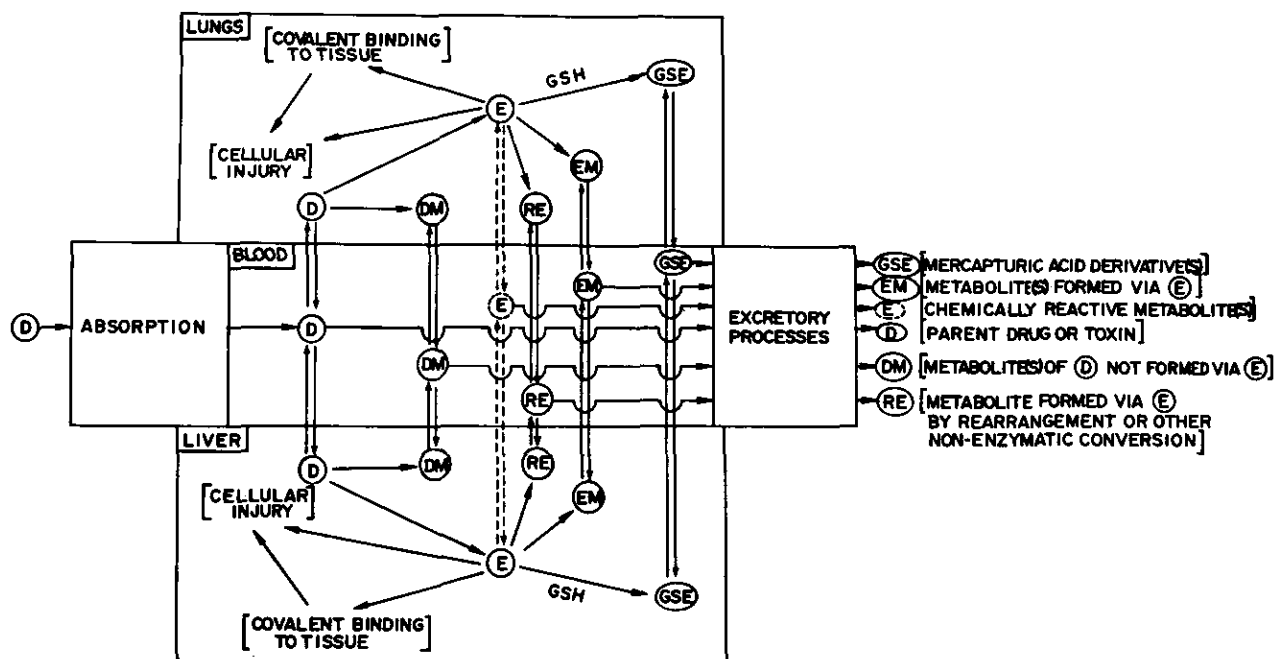 LUNGS
[COVALENT BINDING
TO TISSUE]
GSH
GSE
E
[CELLULAR
INJURY]
EM
D
DM
RE
BLOOD
GSE
EM
E
D
ABSORPTION
D
DM
RE
EXCRETORY
PROCESSES
GSE [MERCAPTURIC ACID DERIVATIVE(S)]
EM [METABOLITE(S) FORMED VIA E]
E [CHEMICALLY REACTIVE METABOLITE(S)]
D [PARENT DRUG OR TOXIN]
DM [METABOLITE(S) OF D NOT FORMED VIA E]
RE [METABOLITE FORMED VIA E
BY REARRANGEMENT OR OTHER
NON-ENZYMATIC CONVERSION]
LIVER
D
DM
RE
EM
[CELLULAR
INJURY]
E
GSH
GSE
[COVALENT BINDING
TO TISSUE]